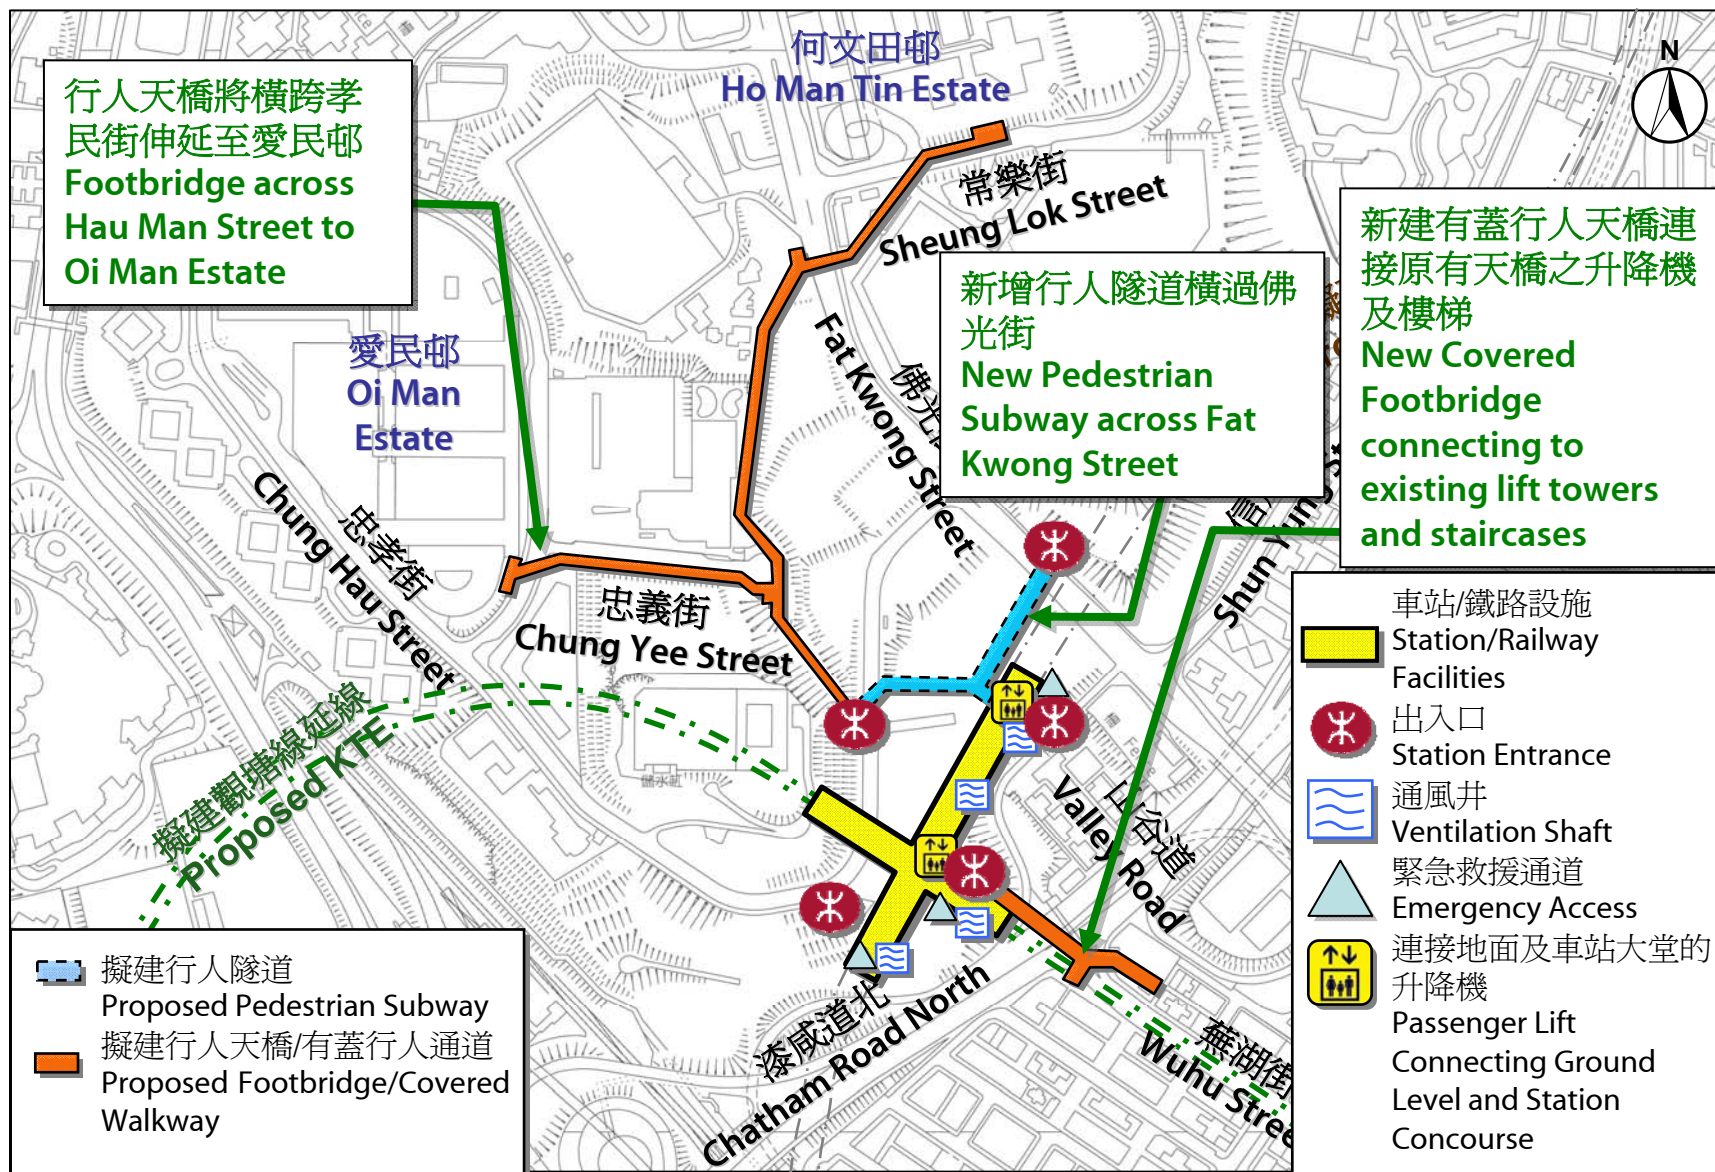 何文田邨
Ho Man Tin Estate
N
行人天橋將橫跨孝
民街伸延至愛民邨
Footbridge across
Hau Man Street to
Oi Man Estate
常樂街
Sheung Lok Street
新建有蓋行人天橋連
接原有天橋之升降機
及樓梯
New Covered
Footbridge
connecting to
existing lift towers
and staircases
新增行人隧道橫過佛
光街
New Pedestrian
Subway across Fat
Kwong Street
愛民邨
Oi Man
Estate
佛光
Fat Kwong Street
忠孝街
Chung Hau Street
忠義街
Chung Yee Street
信
Shun Yung St
擬建觀塘線延線
Proposed KTE
山谷道
Valley Road
漆咸道北
Chatham Road North
蕪湖街
Wuhu Stree
車站/鐵路設施
Station/Railway
Facilities
出入口
Station Entrance
通風井
Ventilation Shaft
緊急救援通道
Emergency Access
連接地面及車站大堂的
升降機
Passenger Lift
Connecting Ground
Level and Station
Concourse
擬建行人隧道
Proposed Pedestrian Subway
擬建行人天橋/有蓋行人通道
Proposed Footbridge/Covered
Walkway